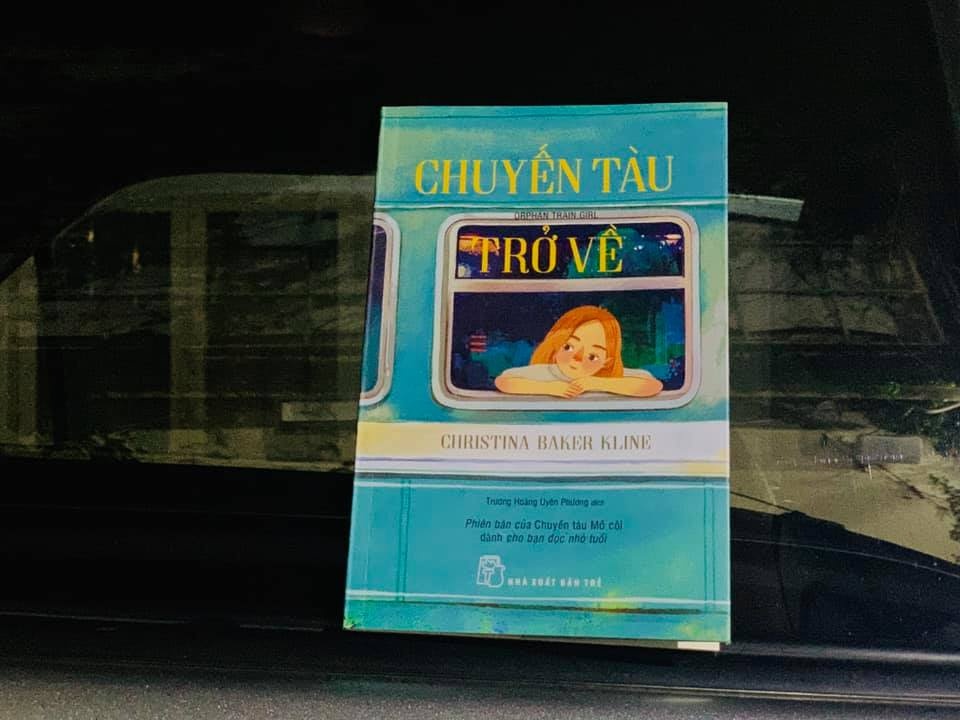 CHUYẾN TÀU
ORPHAN TRAIN GIRL
TRỞ VỀ
CHRISTINA BAKER KLINE
Trương Hoàng Uyên Phương dịch
Phiên bản của Chuyến tàu Mồ côi
dành cho bạn đọc nhỏ tuổi
NHÀ XUẤT BẢN TRẺ